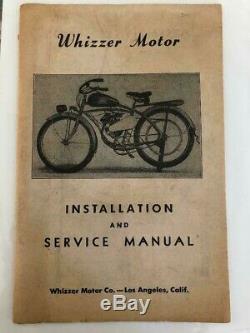 Whizzer Motor
INSTALLATION
AND
SERVICE MANUAL
Whizzer Motor Co. — Los Angeles, Calif.